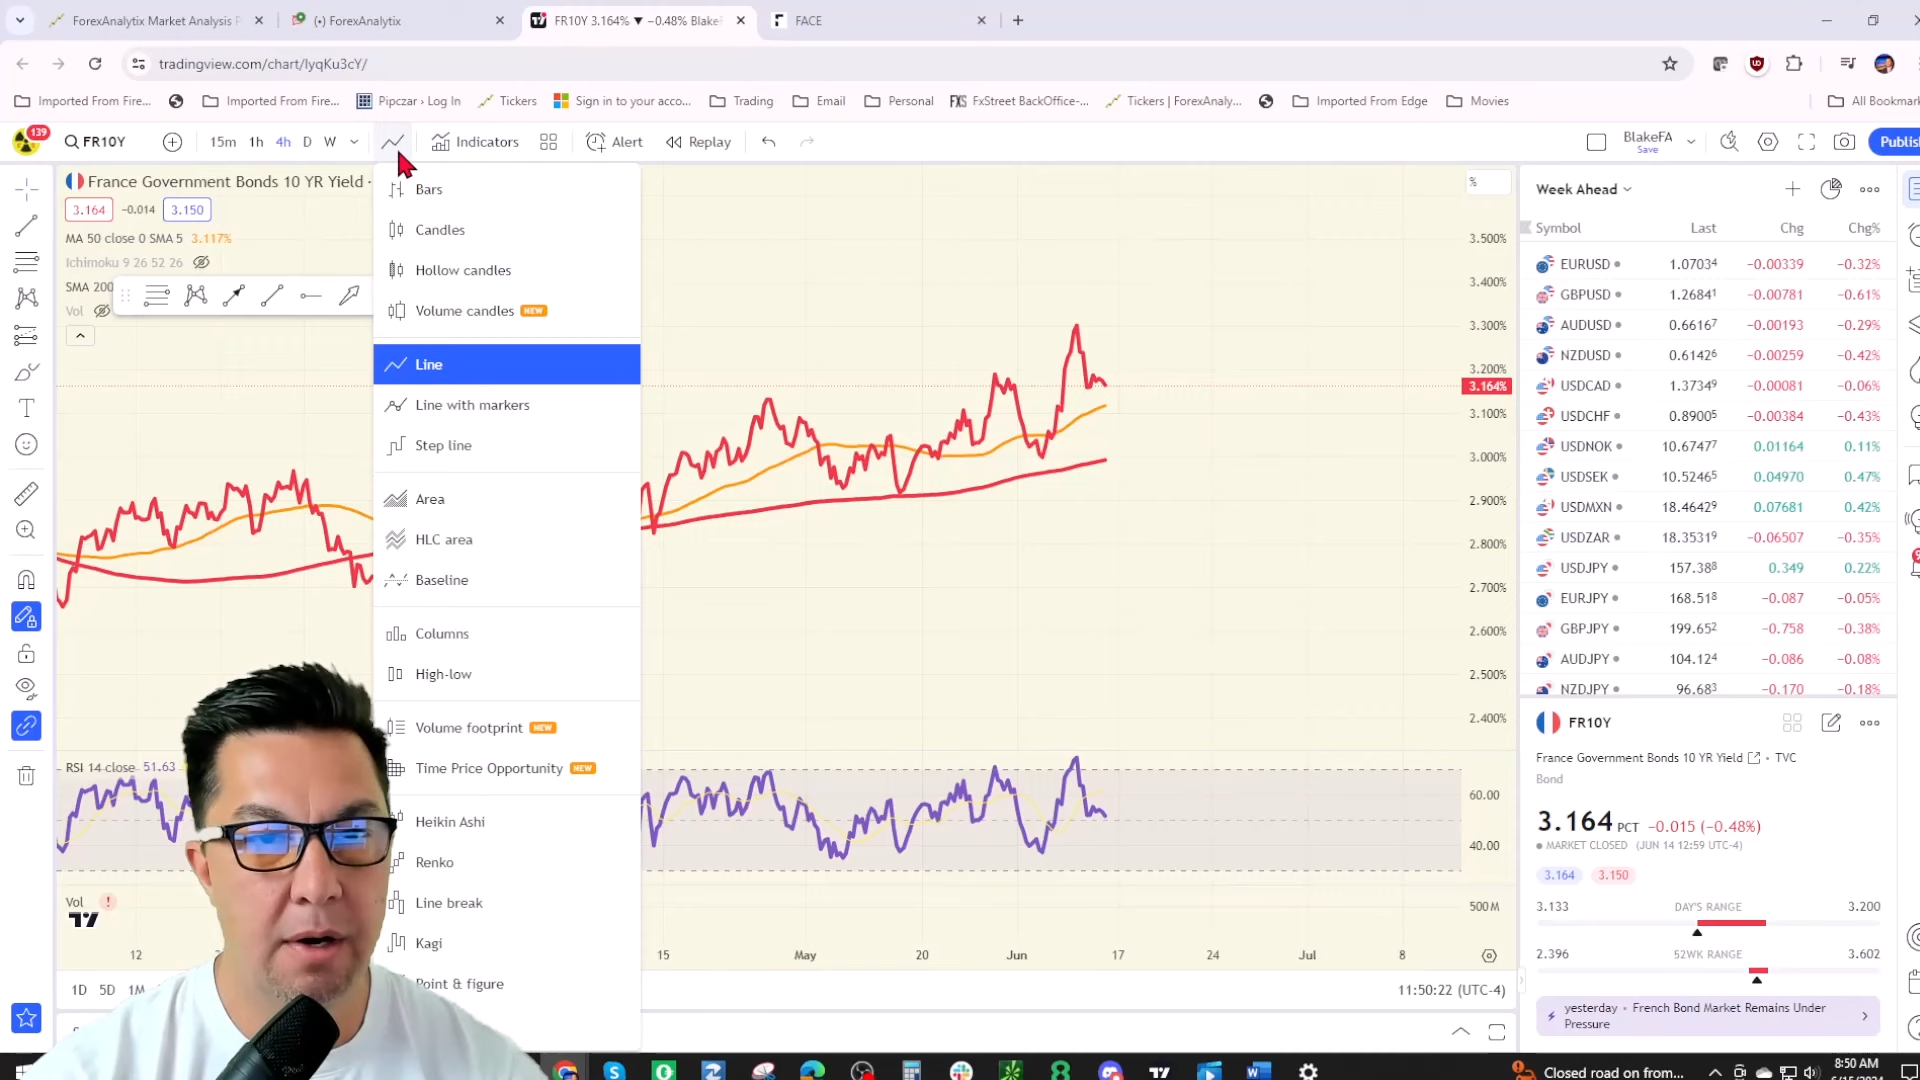 ForexAnalytix Market Analysis P
(•) ForexAnalytix
FR10Y 3.164% ▼ −0.48% Blake
FACE
tradingview.com/chart/IyqKu3cY/
Imported From Fire...
Imported From Fire...
Pipczar › Log In
Tickers
Sign in to your acco...
Trading
Email
Personal
FXS FxStreet BackOffice-...
Tickers | ForexAnaly...
Imported From Edge
Movies
All Bookmark
139
FR10Y
15m 1h 4h D W
Indicators
Alert
Replay
BlakeFA
Save
Publis
France Government Bonds 10 YR Yield ·
3.164 −0.014 3.150
MA 50 close 0 SMA 5 3.117%
Ichimoku 9 26 52 26
SMA 200
Vol
Bars
Candles
Hollow candles
Volume candles NEW
Line
Line with markers
Step line
Area
HLC area
Baseline
Columns
High-low
Volume footprint NEW
Time Price Opportunity NEW
Heikin Ashi
Renko
Line break
Kagi
Point & figure
%
3.500%
3.400%
3.300%
3.200%
3.164%
3.100%
3.000%
2.900%
2.800%
2.700%
2.600%
2.500%
2.400%
RSI 14 close 51.63
60.00
40.00
Vol !
500 M
12 15 May 20 Jun 17 24 Jul 8
1D 5D 1M
11:50:22 (UTC-4)
Week Ahead
Symbol Last Chg Chg%
EURUSD 1.07034 −0.00339 −0.32%
GBPUSD 1.26841 −0.00781 −0.61%
AUDUSD 0.66167 −0.00193 −0.29%
NZDUSD 0.61426 −0.00259 −0.42%
USDCAD 1.37349 −0.00081 −0.06%
USDCHF 0.89005 −0.00384 −0.43%
USDNOK 10.67477 0.01164 0.11%
USDSEK 10.52465 0.04970 0.47%
USDMXN 18.46429 0.07681 0.42%
USDZAR 18.35319 −0.06507 −0.35%
USDJPY 157.388 0.349 0.22%
EURJPY 168.518 −0.087 −0.05%
GBPJPY 199.652 −0.758 −0.38%
AUDJPY 104.124 −0.086 −0.08%
NZDJPY 96.683 −0.170 −0.18%
FR10Y
France Government Bonds 10 YR Yield • TVC
Bond
3.164 PCT −0.015 (−0.48%)
MARKET CLOSED (JUN 14 12:59 UTC-4)
3.164 3.150
3.133 DAY'S RANGE 3.200
2.396 52WK RANGE 3.602
yesterday • French Bond Market Remains Under
Pressure
Closed road on from...
8:50 AM